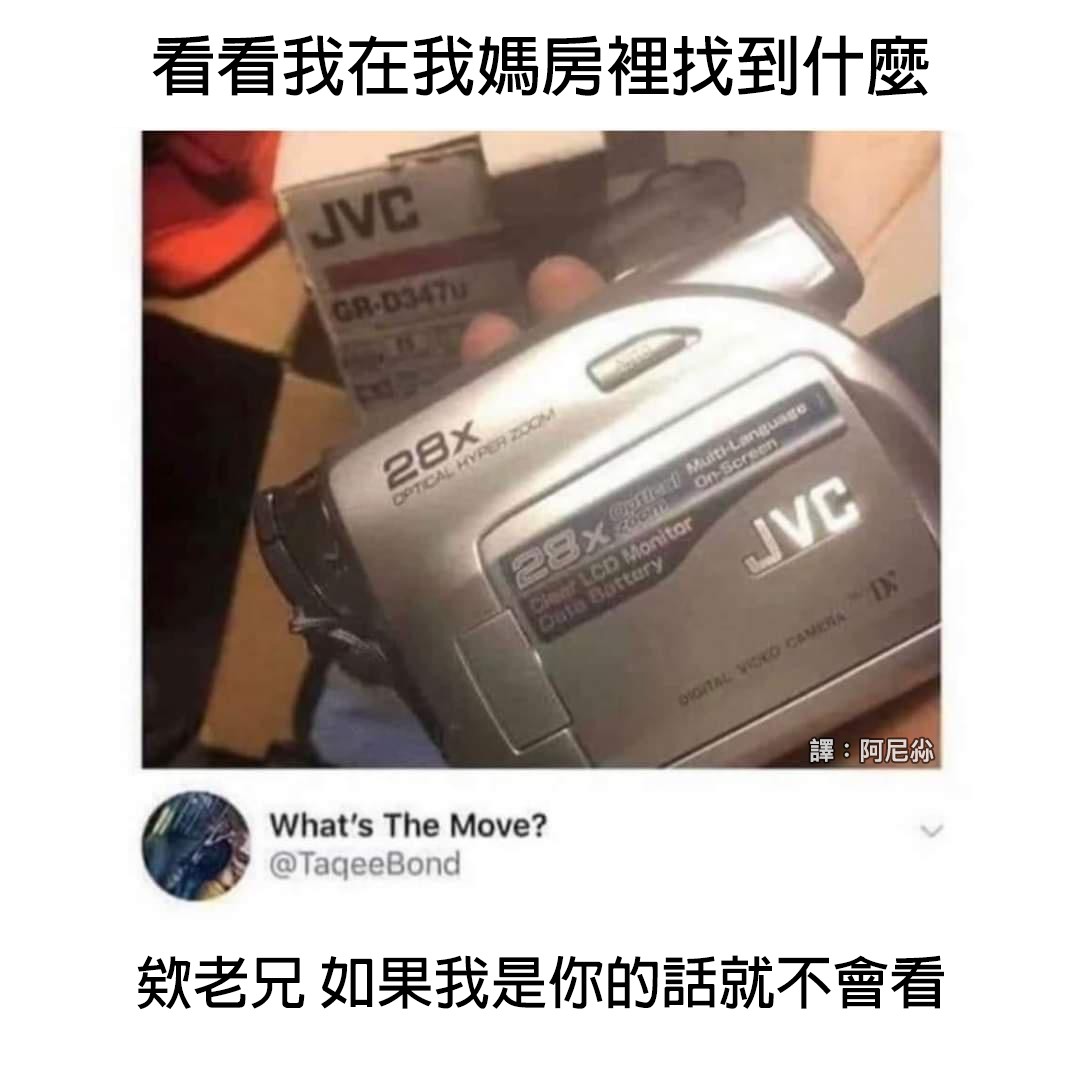 看看我在我媽房裡找到什麼
JVC
GR-D347U
28x
OPTICAL HYPER ZOOM
28x Optical Zoom
Multi-Language
On-Screen
Clear LCD Monitor
Data Battery
JVC
DIGITAL VIDEO CAMERA
譯：阿尼尛
What's The Move?
@TaqeeBond
欸老兄 如果我是你的話就不會看